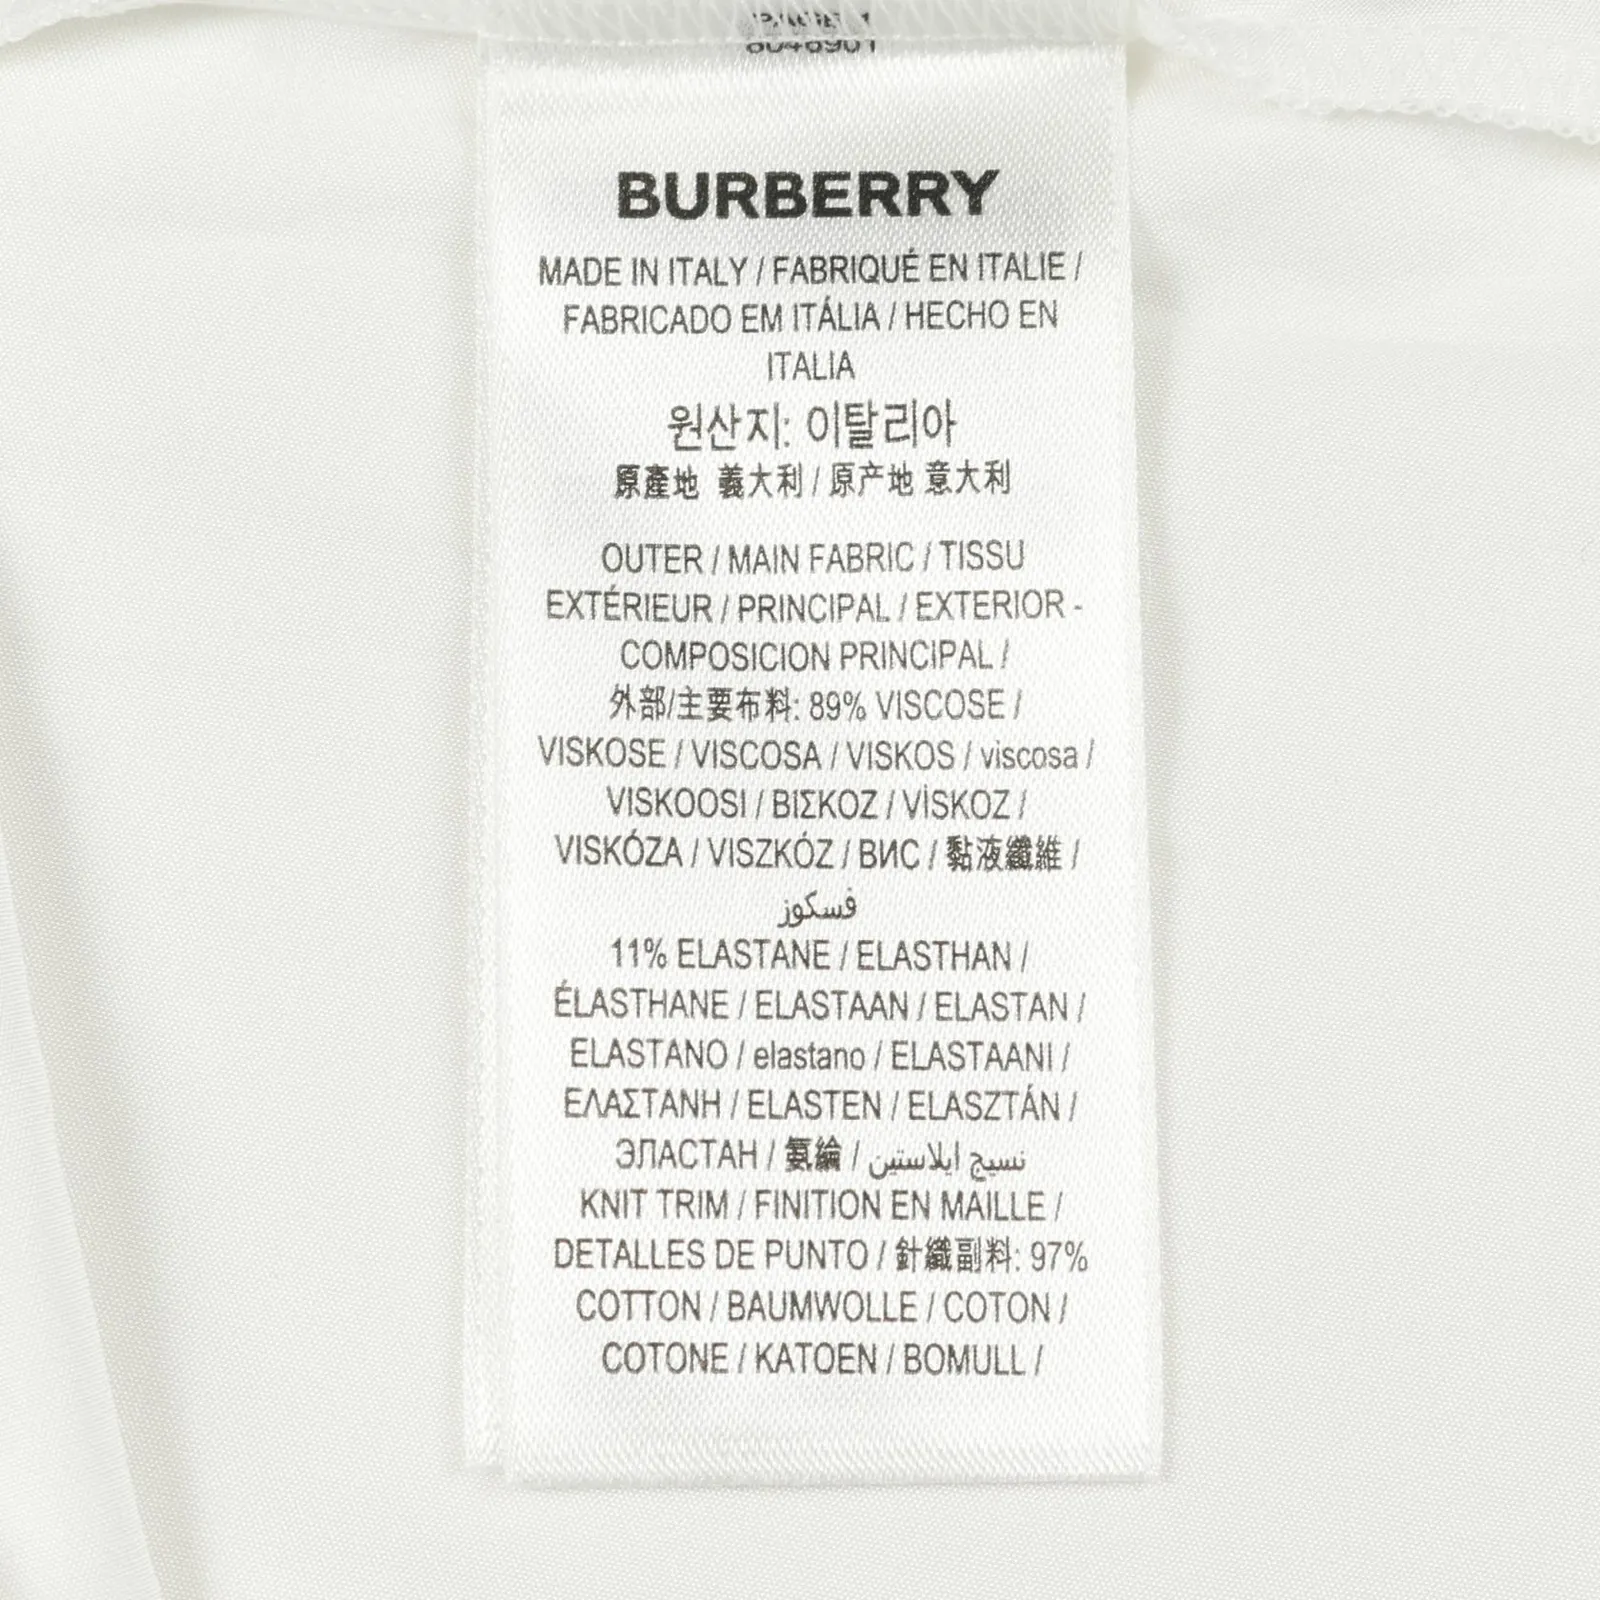 BURBERRY
MADE IN ITALY / FABRIQUÉ EN ITALIE /
FABRICADO EM ITÁLIA / HECHO EN
ITALIA
원산지: 이탈리아
原產地 義大利 / 原产地 意大利
OUTER / MAIN FABRIC / TISSU
EXTÉRIEUR / PRINCIPAL / EXTERIOR -
COMPOSICION PRINCIPAL /
外部/主要布料: 89% VISCOSE /
VISKOSE / VISCOSA / VISKOS / viscosa /
VISKOOSI / ΒΙΣΚΟΖ / VİSKOZ /
VISKÓZA / VISZKÓZ / ВИС / 黏液纖維 /
فسكوز
11% ELASTANE / ELASTHAN /
ÉLASTHANE / ELASTAAN / ELASTAN /
ELASTANO / elastano / ELASTAANI /
ΕΛΑΣΤΑΝΗ / ELASTEN / ELASZTÁN /
ЭЛАСТАН / 氨綸 / نسيج ايلاستين
KNIT TRIM / FINITION EN MAILLE /
DETALLES DE PUNTO / 針織副料: 97%
COTTON / BAUMWOLLE / COTON /
COTONE / KATOEN / BOMULL /